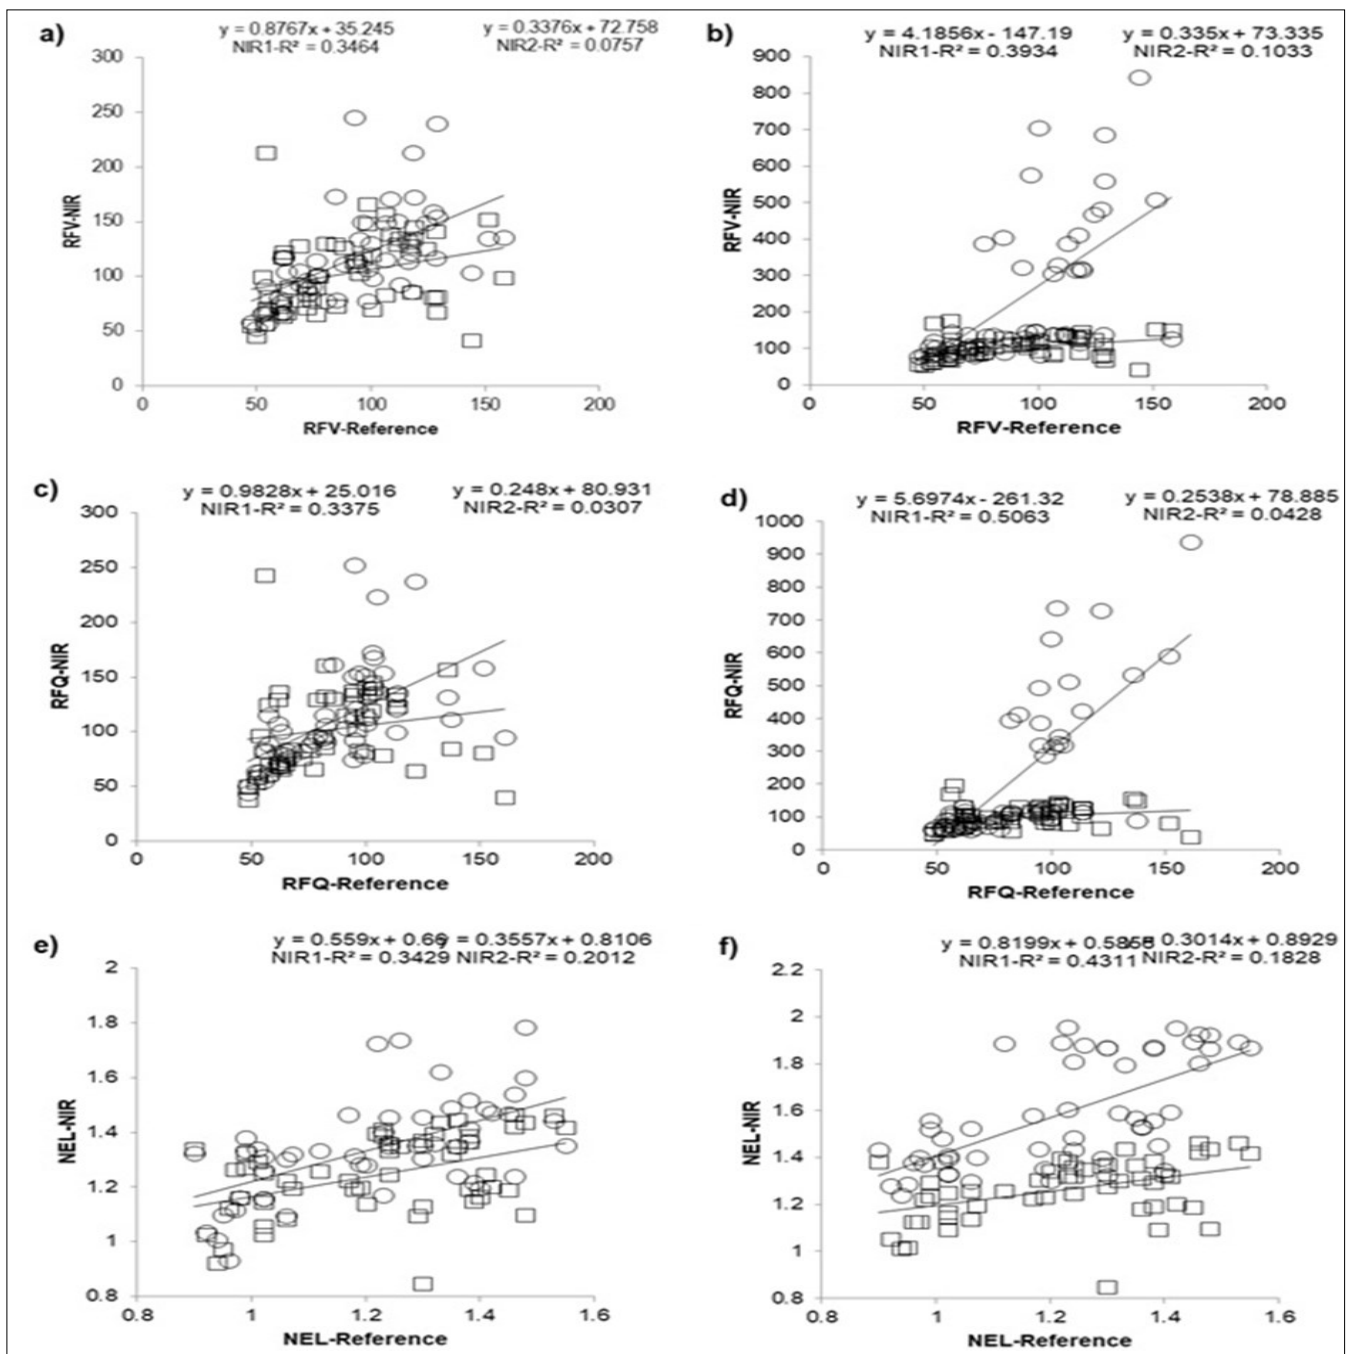 a)
y = 0.8767x + 35.245
NIR1-R² = 0.3464
y = 0.3376x + 72.758
NIR2-R² = 0.0757
300
250
200
150
100
50
0
RFV-NIR
0 50 100 150 200
RFV-Reference
b)
y = 4.1856x - 147.19
NIR1-R² = 0.3934
y = 0.335x + 73.335
NIR2-R² = 0.1033
900
800
700
600
500
400
300
200
100
0
RFV-NIR
0 50 100 150 200
RFV-Reference
c)
y = 0.9828x + 25.016
NIR1-R² = 0.3375
y = 0.248x + 80.931
NIR2-R² = 0.0307
300
250
200
150
100
50
0
RFQ-NIR
0 50 100 150 200
RFQ-Reference
d)
y = 5.6974x - 261.32
NIR1-R² = 0.5063
y = 0.2538x + 78.885
NIR2-R² = 0.0428
1000
900
800
700
600
500
400
300
200
100
0
RFQ-NIR
0 50 100 150 200
RFQ-Reference
e)
y = 0.559x + 0.66
NIR1-R² = 0.3429
y = 0.3557x + 0.8106
NIR2-R² = 0.2012
2
1.8
1.6
1.4
1.2
1
0.8
NEL-NIR
0.8 1 1.2 1.4 1.6
NEL-Reference
f)
y = 0.8199x +
NIR1-R² = 0.4311
0.3014x + 0.8929
NIR2-R² = 0.1828
2.2
2
1.8
1.6
1.4
1.2
1
0.8
NEL-NIR
0.8 1 1.2 1.4 1.6
NEL-Reference